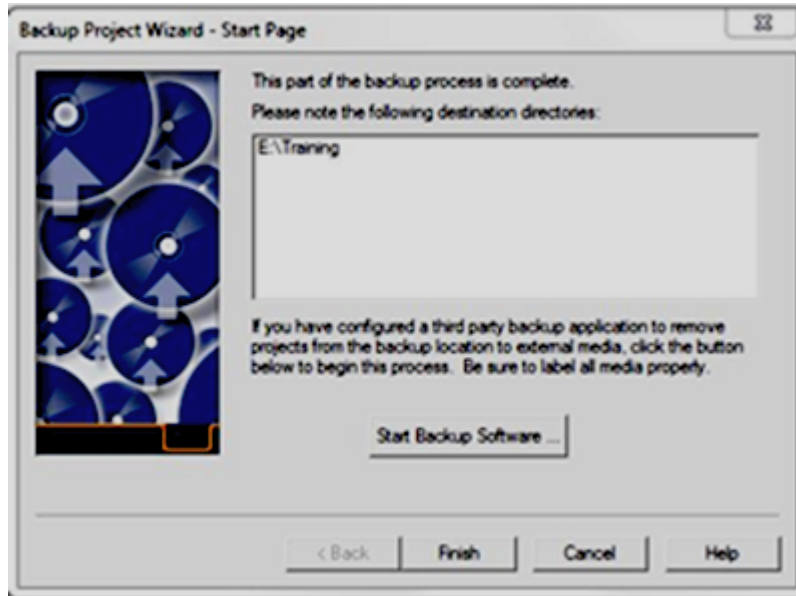 Backup Project Wizard - Start Page
This part of the backup process is complete.
Please note the following destination directories:
E:\Training
If you have configured a third party backup application to remove
projects from the backup location to external media, click the button
below to begin this process. Be sure to label all media properly.
Start Backup Software ...
< Back
Finish
Cancel
Help